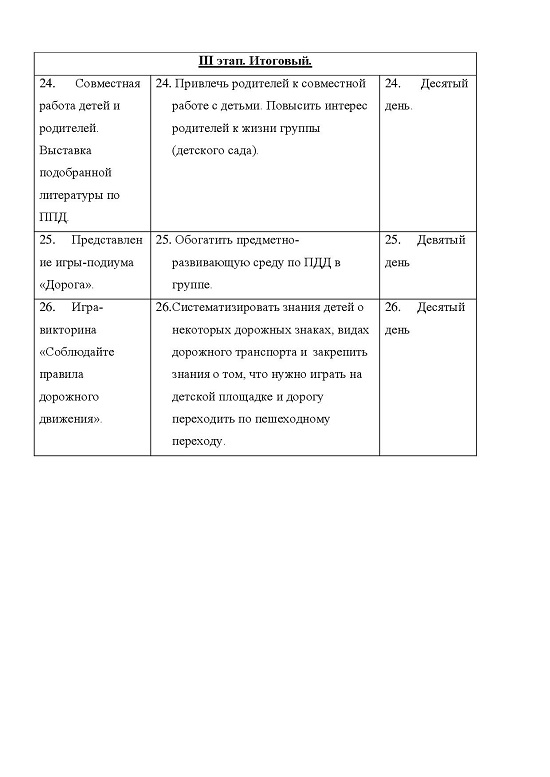 III этап. Итоговый.
24. Совместная
работа детей и
родителей.
Выставка
подобранной
литературы по
ППД.
24. Привлечь родителей к совместной
работе с детьми. Повысить интерес
родителей к жизни группы
(детского сада).
24. Десятый
день.
25. Представлен
ие игры-подиума
«Дорога».
25. Обогатить предметно-
развивающую среду по ПДД в
группе.
25. Девятый
день
26. Игра-
викторина
«Соблюдайте
правила
дорожного
движения».
26.Систематизировать знания детей о
некоторых дорожных знаках, видах
дорожного транспорта и закрепить
знания о том, что нужно играть на
детской площадке и дорогу
переходить по пешеходному
переходу.
26. Десятый
день